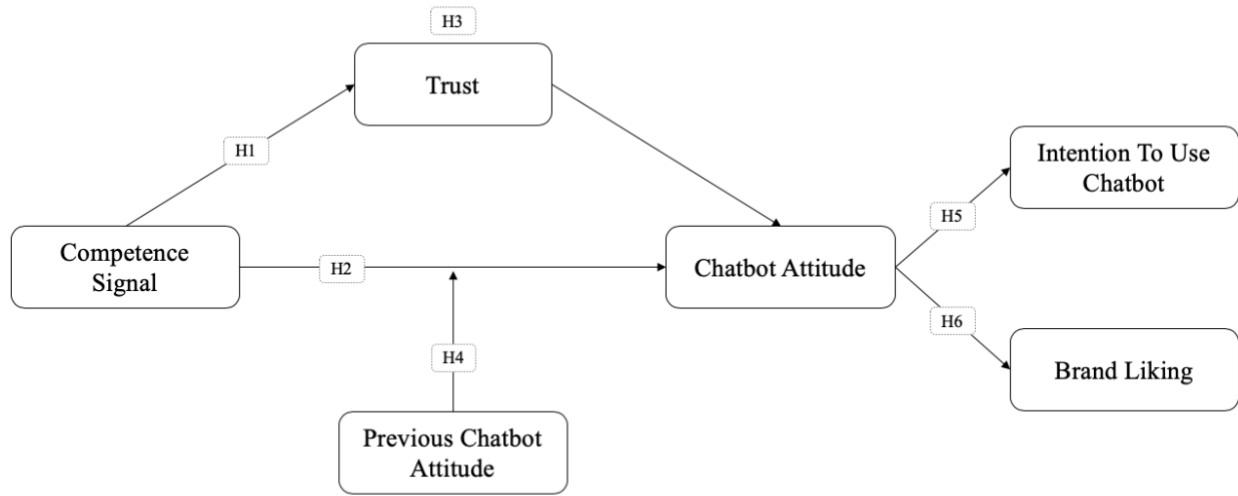 H3
Trust
H1
Intention To Use
Chatbot
H5
Competence
Signal
H2
Chatbot Attitude
H6
H4
Brand Liking
Previous Chatbot
Attitude